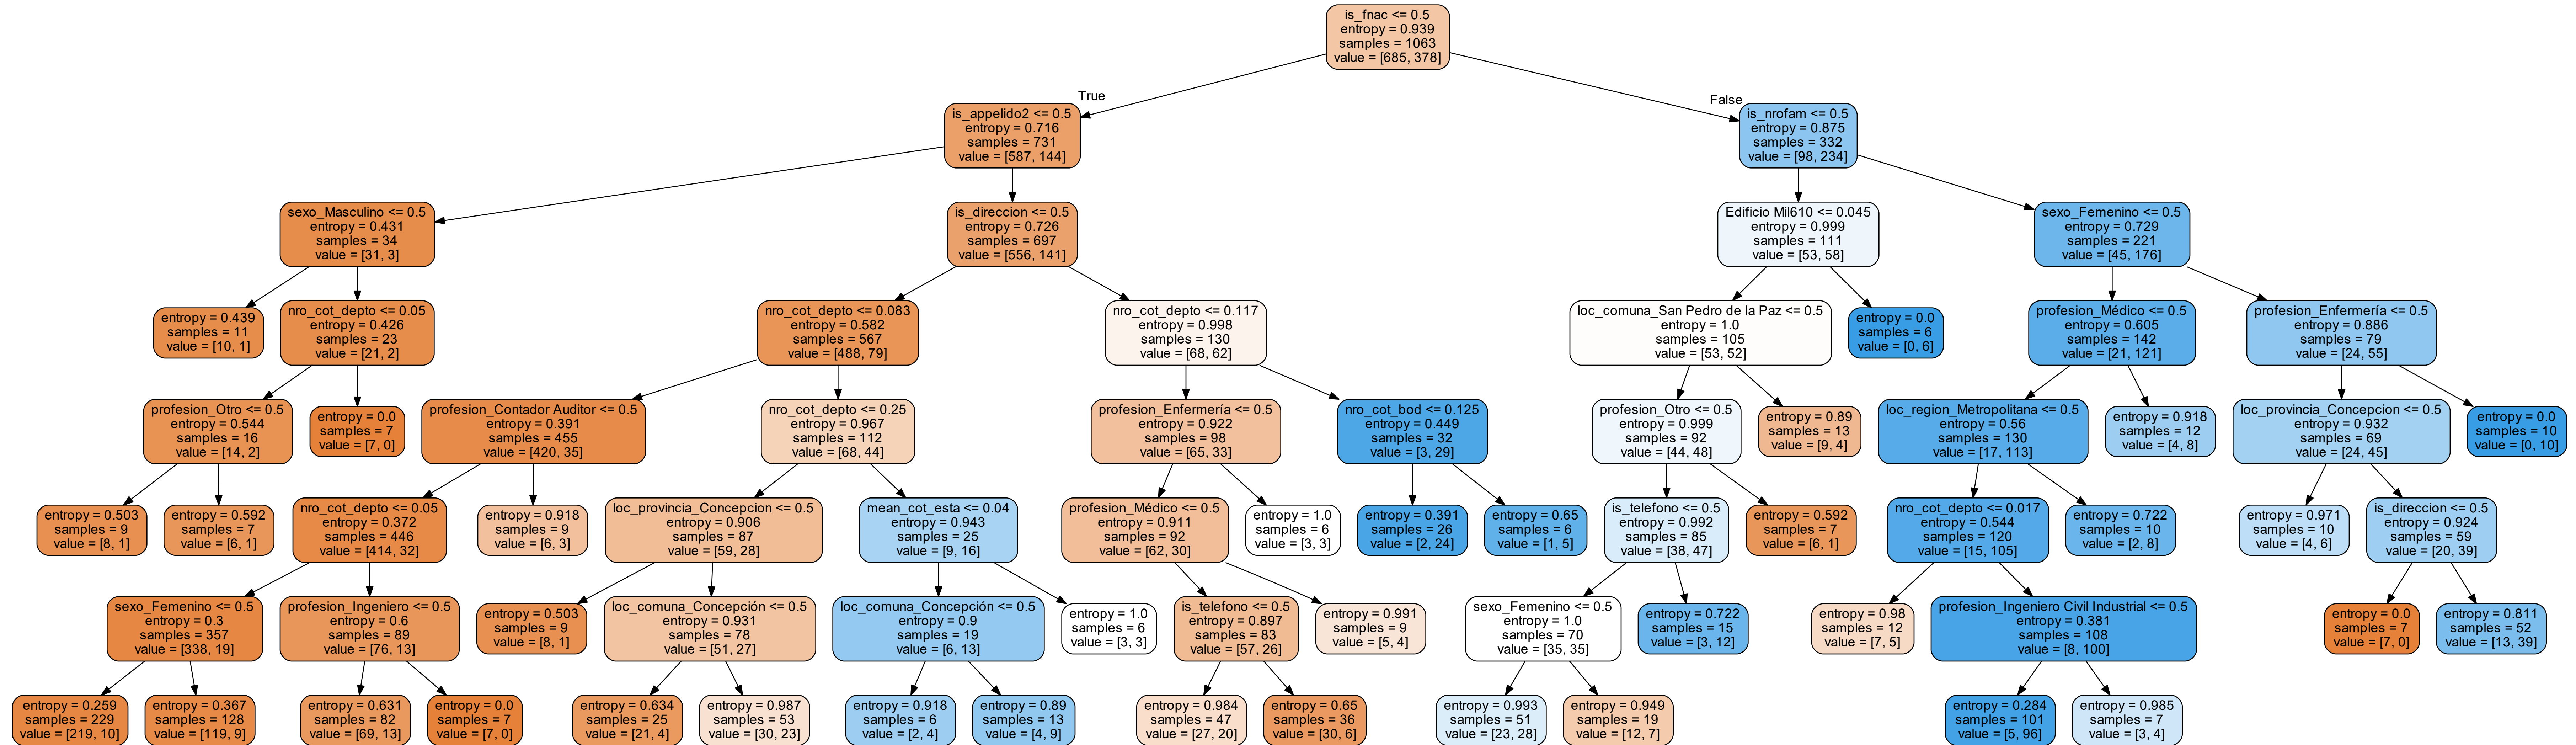 is_fnac <= 0.5
entropy = 0.939
samples = 1063
value = [685, 378]
True
False
is_appelido2 <= 0.5
entropy = 0.716
samples = 731
value = [587, 144]
is_nrofam <= 0.5
entropy = 0.875
samples = 332
value = [98, 234]
sexo_Masculino <= 0.5
entropy = 0.431
samples = 34
value = [31, 3]
is_direccion <= 0.5
entropy = 0.726
samples = 697
value = [556, 141]
Edificio Mil610 <= 0.045
entropy = 0.999
samples = 111
value = [53, 58]
sexo_Femenino <= 0.5
entropy = 0.729
samples = 221
value = [45, 176]
entropy = 0.439
samples = 11
value = [10, 1]
nro_cot_depto <= 0.05
entropy = 0.426
samples = 23
value = [21, 2]
nro_cot_depto <= 0.083
entropy = 0.582
samples = 567
value = [488, 79]
nro_cot_depto <= 0.117
entropy = 0.998
samples = 130
value = [68, 62]
loc_comuna_San Pedro de la Paz <= 0.5
entropy = 1.0
samples = 105
value = [53, 52]
entropy = 0.0
samples = 6
value = [0, 6]
profesion_Médico <= 0.5
entropy = 0.605
samples = 142
value = [21, 121]
profesion_Enfermería <= 0.5
entropy = 0.886
samples = 79
value = [24, 55]
profesion_Otro <= 0.5
entropy = 0.544
samples = 16
value = [14, 2]
entropy = 0.0
samples = 7
value = [7, 0]
profesion_Contador Auditor <= 0.5
entropy = 0.391
samples = 455
value = [420, 35]
nro_cot_depto <= 0.25
entropy = 0.967
samples = 112
value = [68, 44]
profesion_Enfermería <= 0.5
entropy = 0.922
samples = 98
value = [65, 33]
nro_cot_bod <= 0.125
entropy = 0.449
samples = 32
value = [3, 29]
profesion_Otro <= 0.5
entropy = 0.999
samples = 92
value = [44, 48]
entropy = 0.89
samples = 13
value = [9, 4]
loc_region_Metropolitana <= 0.5
entropy = 0.56
samples = 130
value = [17, 113]
entropy = 0.918
samples = 12
value = [4, 8]
loc_provincia_Concepcion <= 0.5
entropy = 0.932
samples = 69
value = [24, 45]
entropy = 0.0
samples = 10
value = [0, 10]
entropy = 0.503
samples = 9
value = [8, 1]
entropy = 0.592
samples = 7
value = [6, 1]
nro_cot_depto <= 0.05
entropy = 0.372
samples = 446
value = [414, 32]
entropy = 0.918
samples = 9
value = [6, 3]
loc_provincia_Concepcion <= 0.5
entropy = 0.906
samples = 87
value = [59, 28]
mean_cot_esta <= 0.04
entropy = 0.943
samples = 25
value = [9, 16]
profesion_Médico <= 0.5
entropy = 0.911
samples = 92
value = [62, 30]
entropy = 1.0
samples = 6
value = [3, 3]
entropy = 0.391
samples = 26
value = [2, 24]
entropy = 0.65
samples = 6
value = [1, 5]
is_telefono <= 0.5
entropy = 0.992
samples = 85
value = [38, 47]
entropy = 0.592
samples = 7
value = [6, 1]
nro_cot_depto <= 0.017
entropy = 0.544
samples = 120
value = [15, 105]
entropy = 0.722
samples = 10
value = [2, 8]
entropy = 0.971
samples = 10
value = [4, 6]
is_direccion <= 0.5
entropy = 0.924
samples = 59
value = [20, 39]
sexo_Femenino <= 0.5
entropy = 0.3
samples = 357
value = [338, 19]
profesion_Ingeniero <= 0.5
entropy = 0.6
samples = 89
value = [76, 13]
entropy = 0.503
samples = 9
value = [8, 1]
loc_comuna_Concepción <= 0.5
entropy = 0.931
samples = 78
value = [51, 27]
loc_comuna_Concepción <= 0.5
entropy = 0.9
samples = 19
value = [6, 13]
entropy = 1.0
samples = 6
value = [3, 3]
is_telefono <= 0.5
entropy = 0.897
samples = 83
value = [57, 26]
entropy = 0.991
samples = 9
value = [5, 4]
sexo_Femenino <= 0.5
entropy = 1.0
samples = 70
value = [35, 35]
entropy = 0.722
samples = 15
value = [3, 12]
entropy = 0.98
samples = 12
value = [7, 5]
profesion_Ingeniero Civil Industrial <= 0.5
entropy = 0.381
samples = 108
value = [8, 100]
entropy = 0.0
samples = 7
value = [7, 0]
entropy = 0.811
samples = 52
value = [13, 39]
entropy = 0.259
samples = 229
value = [219, 10]
entropy = 0.367
samples = 128
value = [119, 9]
entropy = 0.631
samples = 82
value = [69, 13]
entropy = 0.0
samples = 7
value = [7, 0]
entropy = 0.634
samples = 25
value = [21, 4]
entropy = 0.987
samples = 53
value = [30, 23]
entropy = 0.918
samples = 6
value = [2, 4]
entropy = 0.89
samples = 13
value = [4, 9]
entropy = 0.984
samples = 47
value = [27, 20]
entropy = 0.65
samples = 36
value = [30, 6]
entropy = 0.993
samples = 51
value = [23, 28]
entropy = 0.949
samples = 19
value = [12, 7]
entropy = 0.284
samples = 101
value = [5, 96]
entropy = 0.985
samples = 7
value = [3, 4]